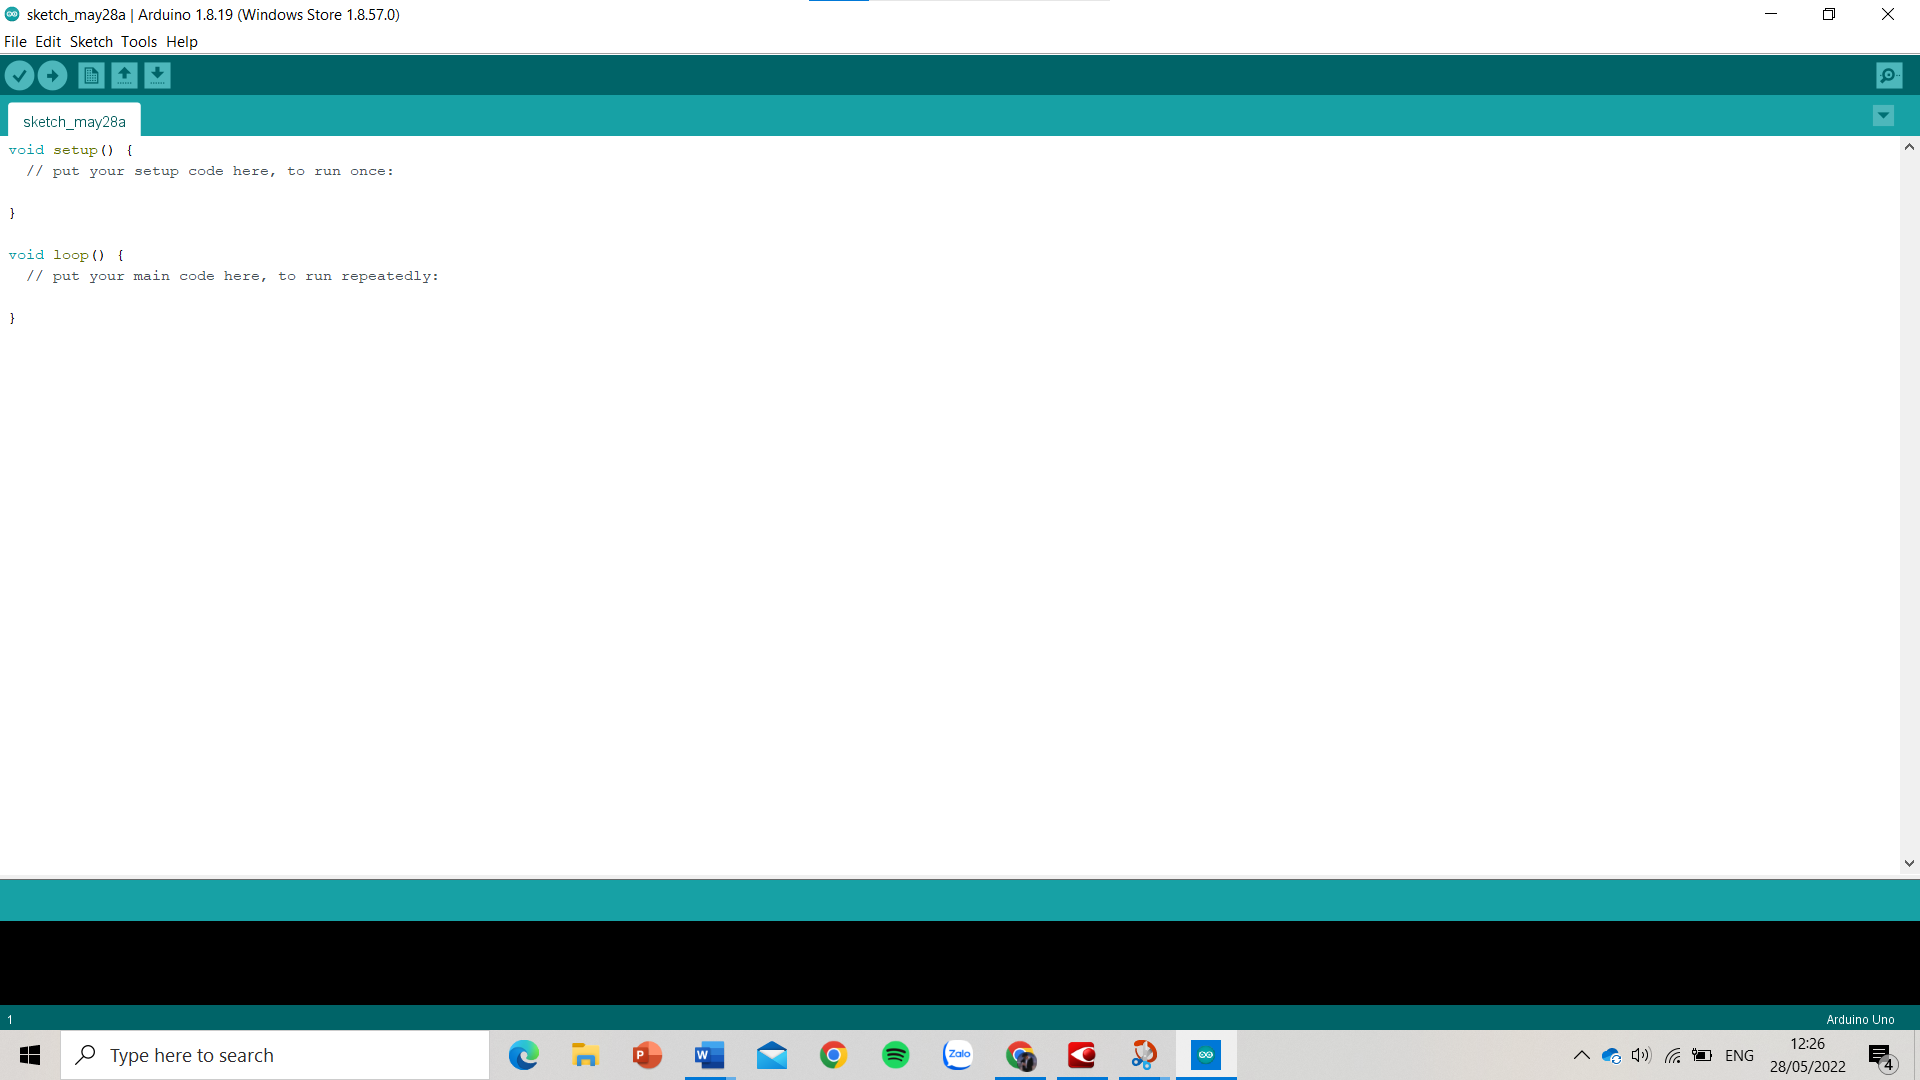 sketch_may28a | Arduino 1.8.19 (Windows Store 1.8.57.0)
File Edit Sketch Tools Help
sketch_may28a
void setup() {
  // put your setup code here, to run once:
}
void loop() {
  // put your main code here, to run repeatedly:
}
1
Arduino Uno
Type here to search
P
W
Zalo
ENG
12:26
28/05/2022
4